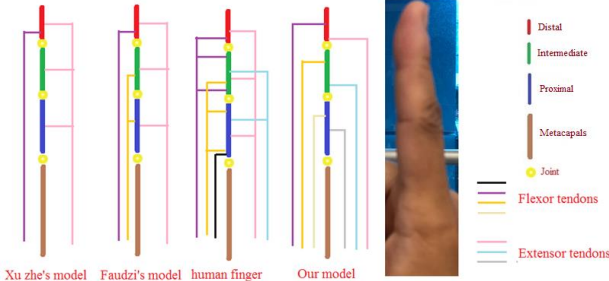 Distal
Intermediate
Proximal
Metacapals
Joint
Flexor tendons
Extensor tendons
Xu zhe's model
Faudzi's model
human finger
Our model